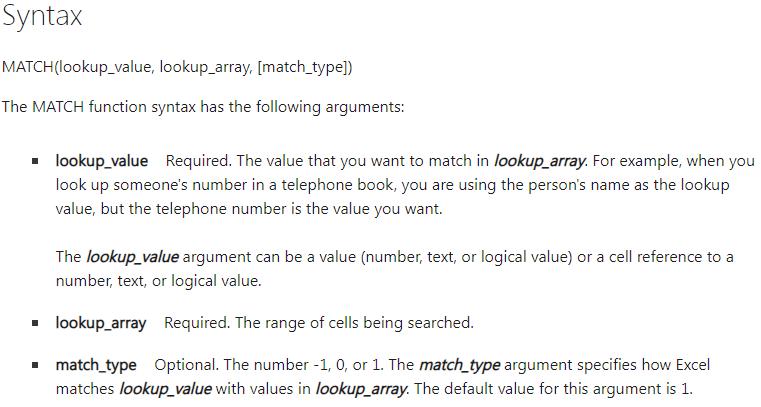 Syntax
MATCH(lookup_value, lookup_array, [match_type])
The MATCH function syntax has the following arguments:
▪ lookup_value Required. The value that you want to match in lookup_array. For example, when you
look up someone's number in a telephone book, you are using the person's name as the lookup
value, but the telephone number is the value you want.
The lookup_value argument can be a value (number, text, or logical value) or a cell reference to a
number, text, or logical value.
▪ lookup_array Required. The range of cells being searched.
▪ match_type Optional. The number -1, 0, or 1. The match_type argument specifies how Excel
matches lookup_value with values in lookup_array. The default value for this argument is 1.